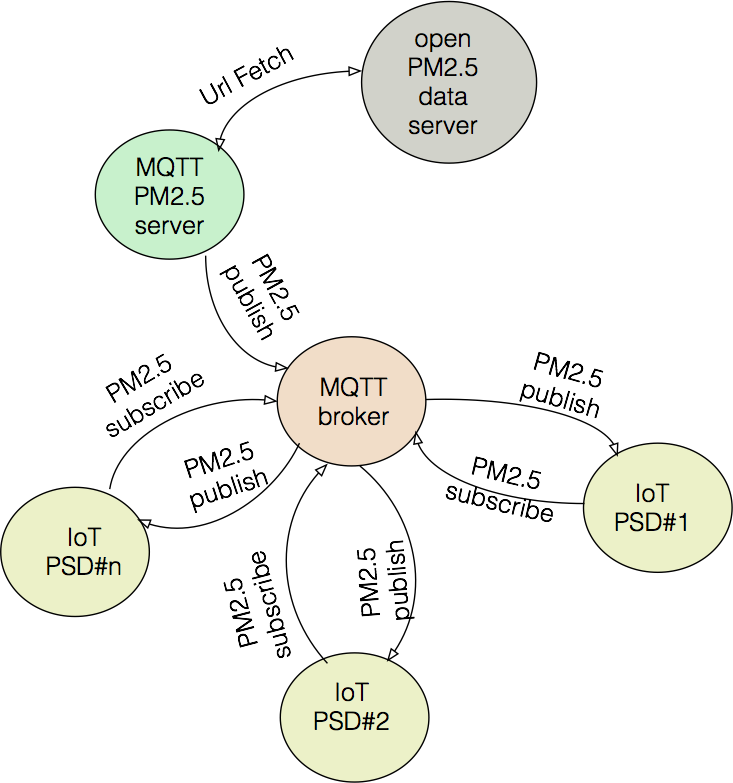 open
PM2.5
data
server
Url Fetch
MQTT
PM2.5
server
PM2.5
publish
MQTT
broker
PM2.5
subscribe
PM2.5
publish
PM2.5
publish
PM2.5
subscribe
IoT
PSD#1
IoT
PSD#n
PM2.5
subscribe
PM2.5
publish
IoT
PSD#2